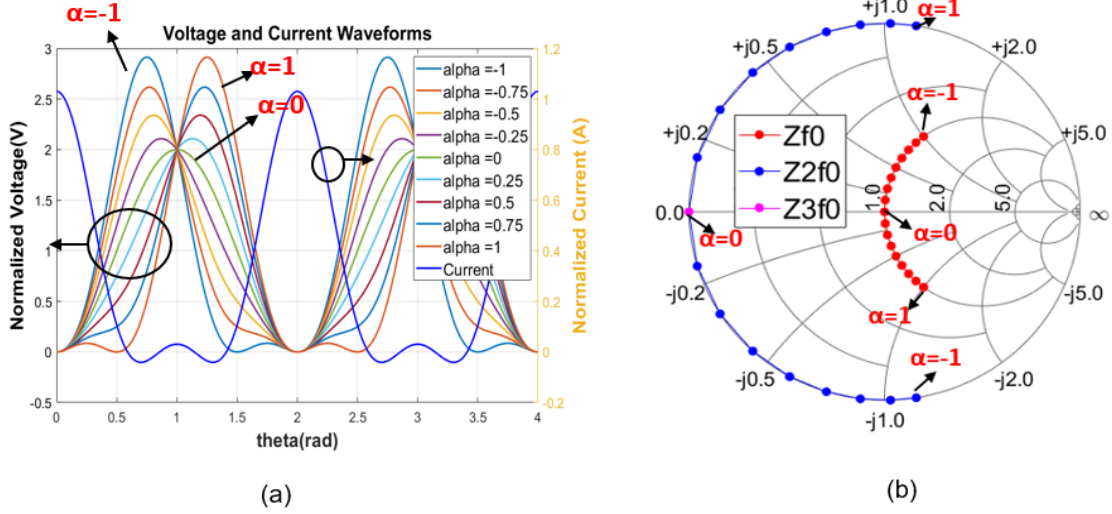 α=-1
Voltage and Current Waveforms
Normalized Voltage(V)
3
2.5
2
1.5
1
0.5
0
-0.5
α=1
α=0
alpha =-1
alpha =-0.75
alpha =-0.5
alpha =-0.25
alpha =0
alpha =0.25
alpha =0.5
alpha =0.75
alpha =1
Current
1.2
1
0.8
0.6
0.4
0.2
0
-0.2
Normalized Current (A)
0 0.5 1 1.5 2 2.5 3 3.5 4
theta(rad)
(a)
+j1.0
α=1
+j0.5
+j2.0
α=-1
+j0.2
+j5.0
Zf0
Z2f0
Z3f0
0.0
1.0
2.0
5.0
∞
α=0
α=0
-j0.2
-j5.0
α=1
-j0.5
-j2.0
α=-1
-j1.0
(b)